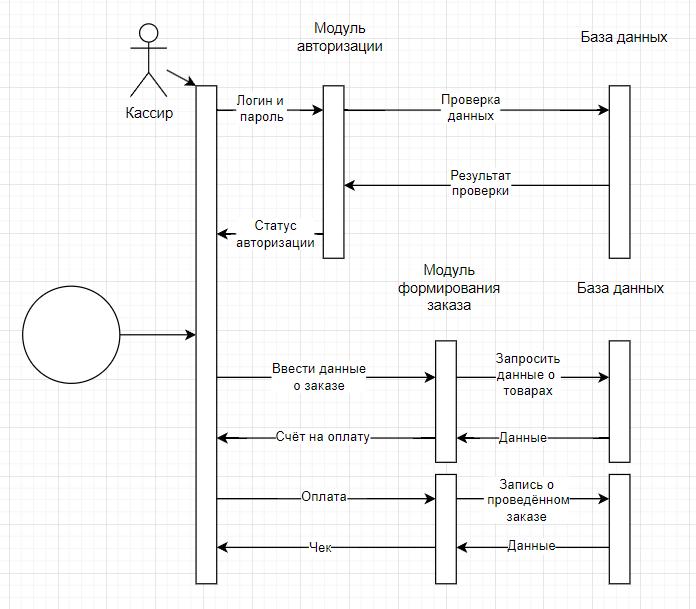 Модуль
авторизации
База данных
Кассир
Логин и
пароль
Проверка
данных
Результат
проверки
Статус
авторизации
Модуль
формирования
заказа
База данных
Ввести данные
о заказе
Запросить
данные о
товарах
Счёт на оплату
Данные
Оплата
Запись о
проведённом
заказе
Чек
Данные